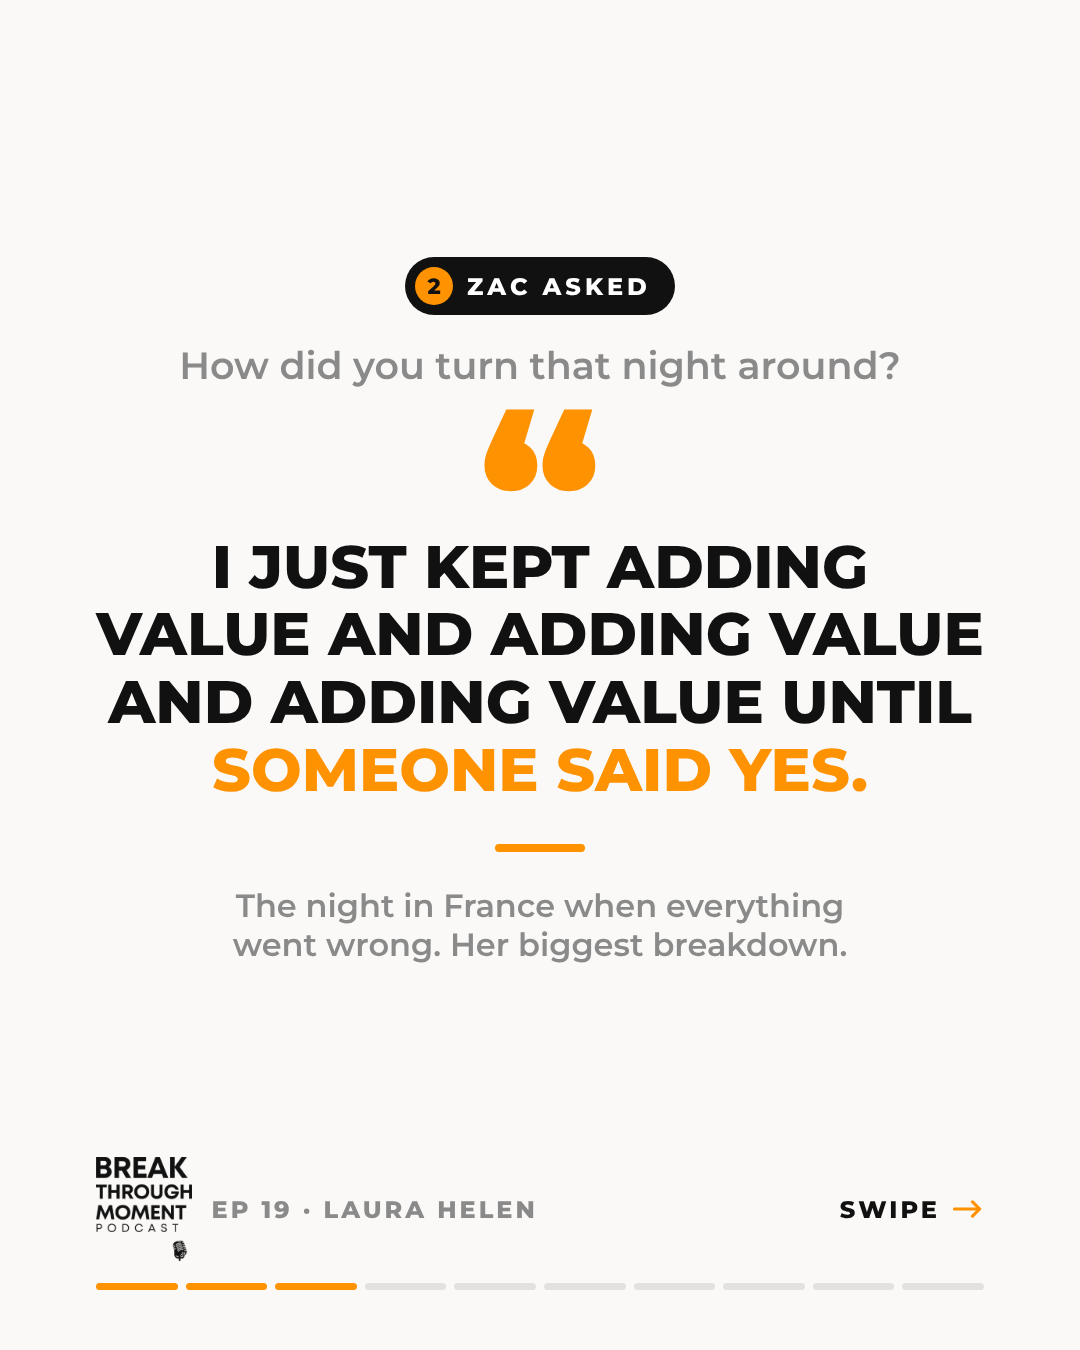 2 ZAC ASKED
How did you turn that night around?
“
I JUST KEPT ADDING
VALUE AND ADDING VALUE
AND ADDING VALUE UNTIL
SOMEONE SAID YES.
The night in France when everything
went wrong. Her biggest breakdown.
BREAK
THROUGH
MOMENT
PODCAST
EP 19 · LAURA HELEN
SWIPE →